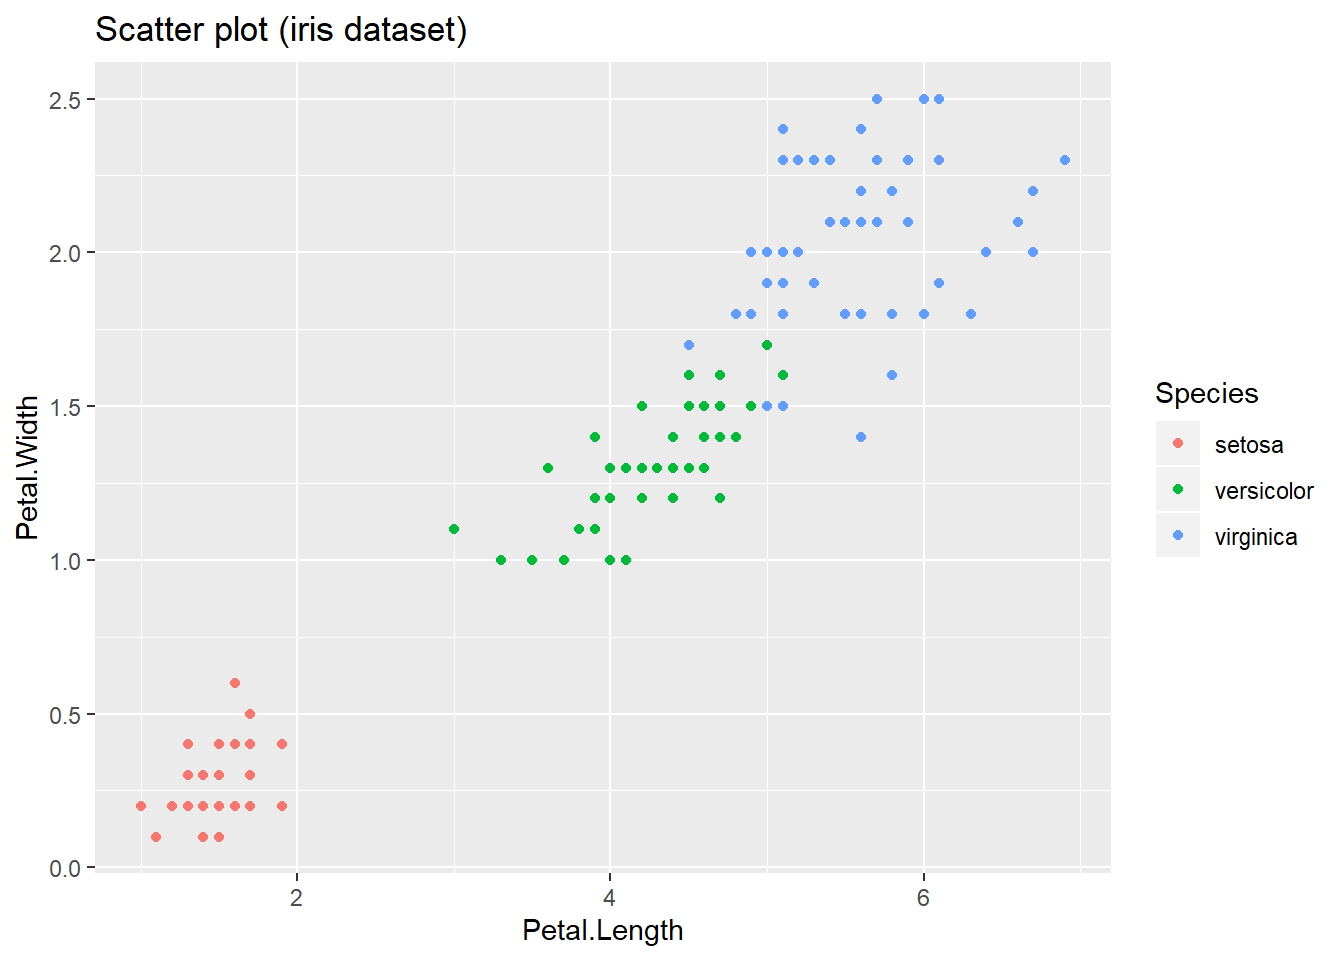 Scatter plot (iris dataset)
2.5
2.0
1.5
1.0
0.5
0.0
Petal.Width
2 4 6
Petal.Length
Species
setosa
versicolor
virginica